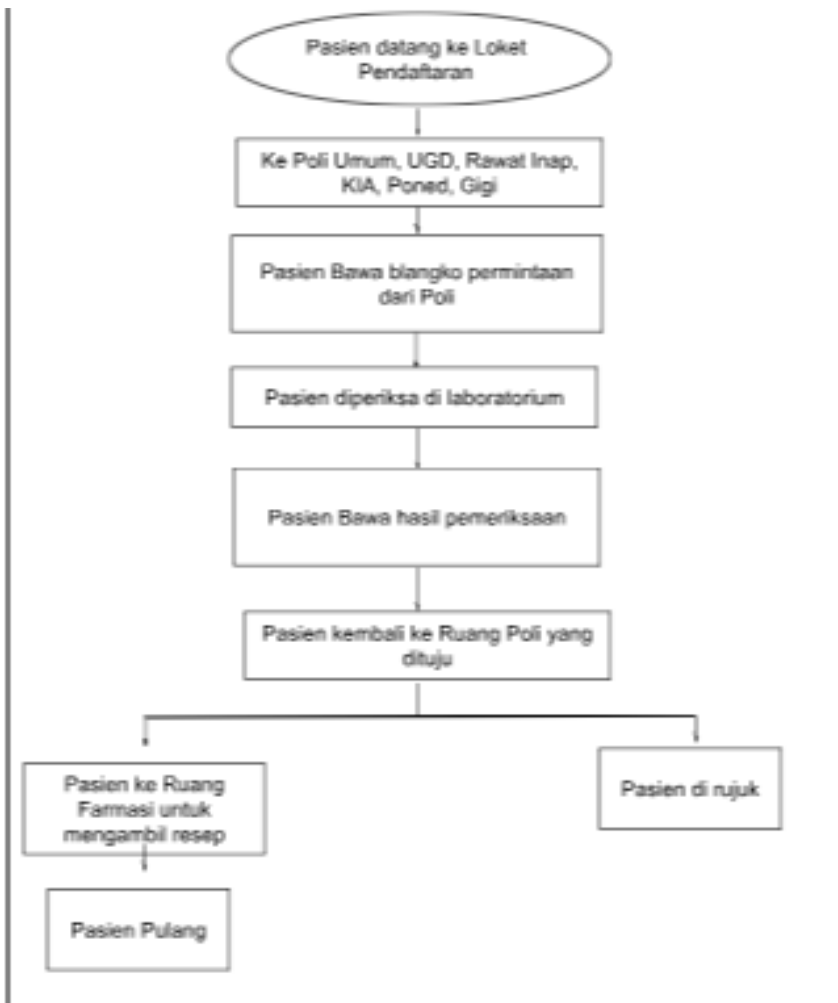 Pasien datang ke Loket
Pendaftaran
Ke Poli Umum, UGD, Rawat Inap,
KIA, Poned, Gigi
Pasien Bawa blangko permintaan
dari Poli
Pasien diperiksa di laboratorium
Pasien Bawa hasil pemeriksaan
Pasien kembali ke Ruang Poli yang
dituju
Pasien ke Ruang
Farmasi untuk
mengambil resep
Pasien di rujuk
Pasien Pulang